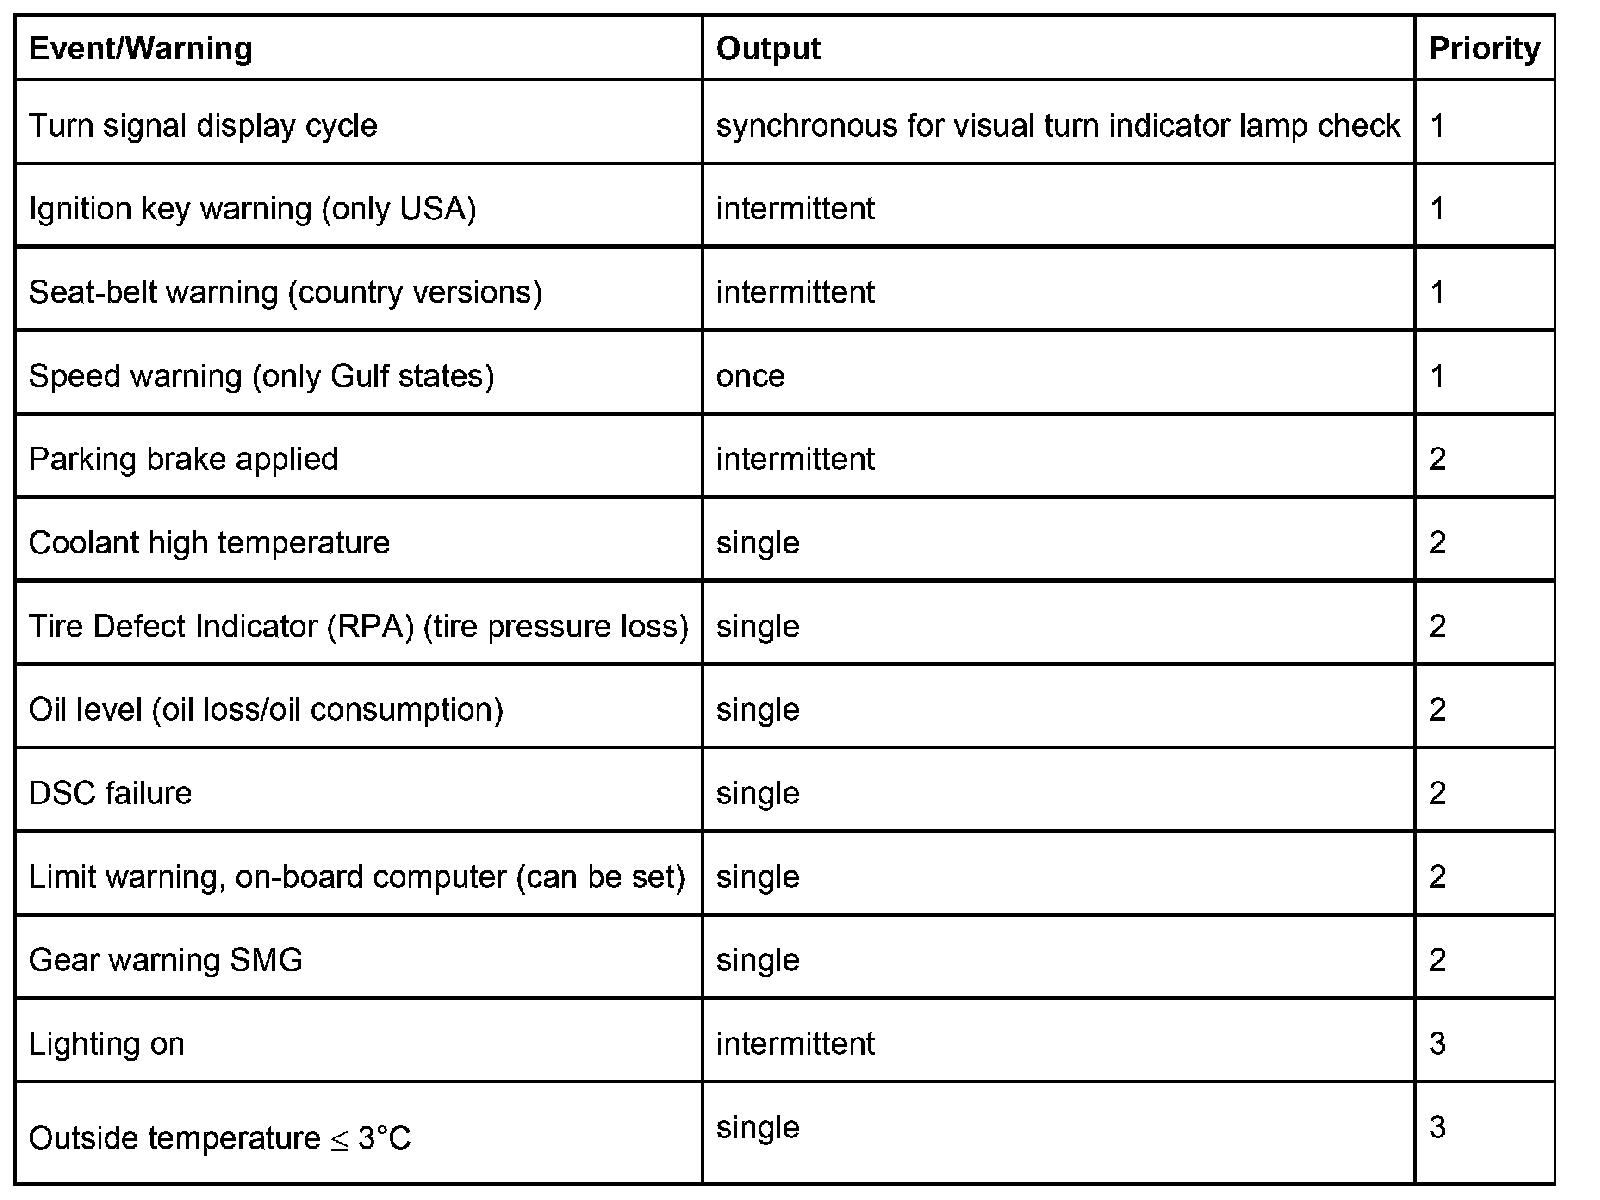 Event/Warning Output Priority
Turn signal display cycle synchronous for visual turn indicator lamp check 1
Ignition key warning (only USA) intermittent 1
Seat-belt warning (country versions) intermittent 1
Speed warning (only Gulf states) once 1
Parking brake applied intermittent 2
Coolant high temperature single 2
Tire Defect Indicator (RPA) (tire pressure loss) single 2
Oil level (oil loss/oil consumption) single 2
DSC failure single 2
Limit warning, on-board computer (can be set) single 2
Gear warning SMG single 2
Lighting on intermittent 3
Outside temperature ≤ 3°C single 3